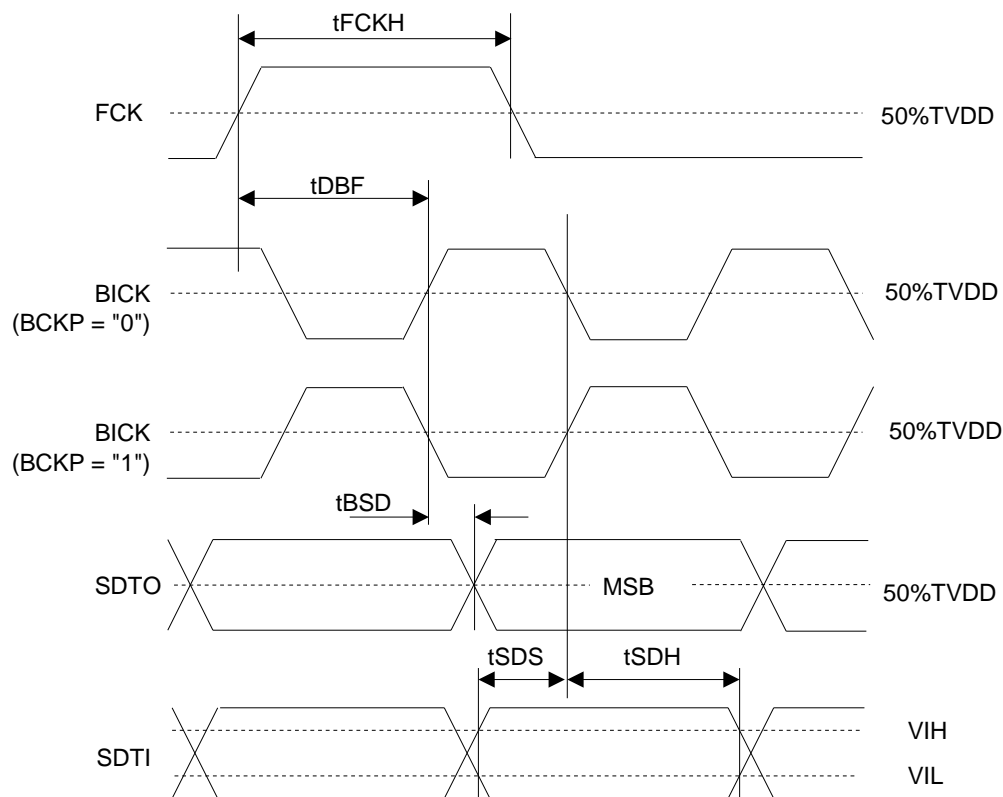 tFCKH
FCK
50%TVDD
tDBF
BICK
(BCKP = "0")
50%TVDD
BICK
(BCKP = "1")
50%TVDD
tBSD
SDTO
MSB
50%TVDD
tSDS
tSDH
SDTI
VIH
VIL